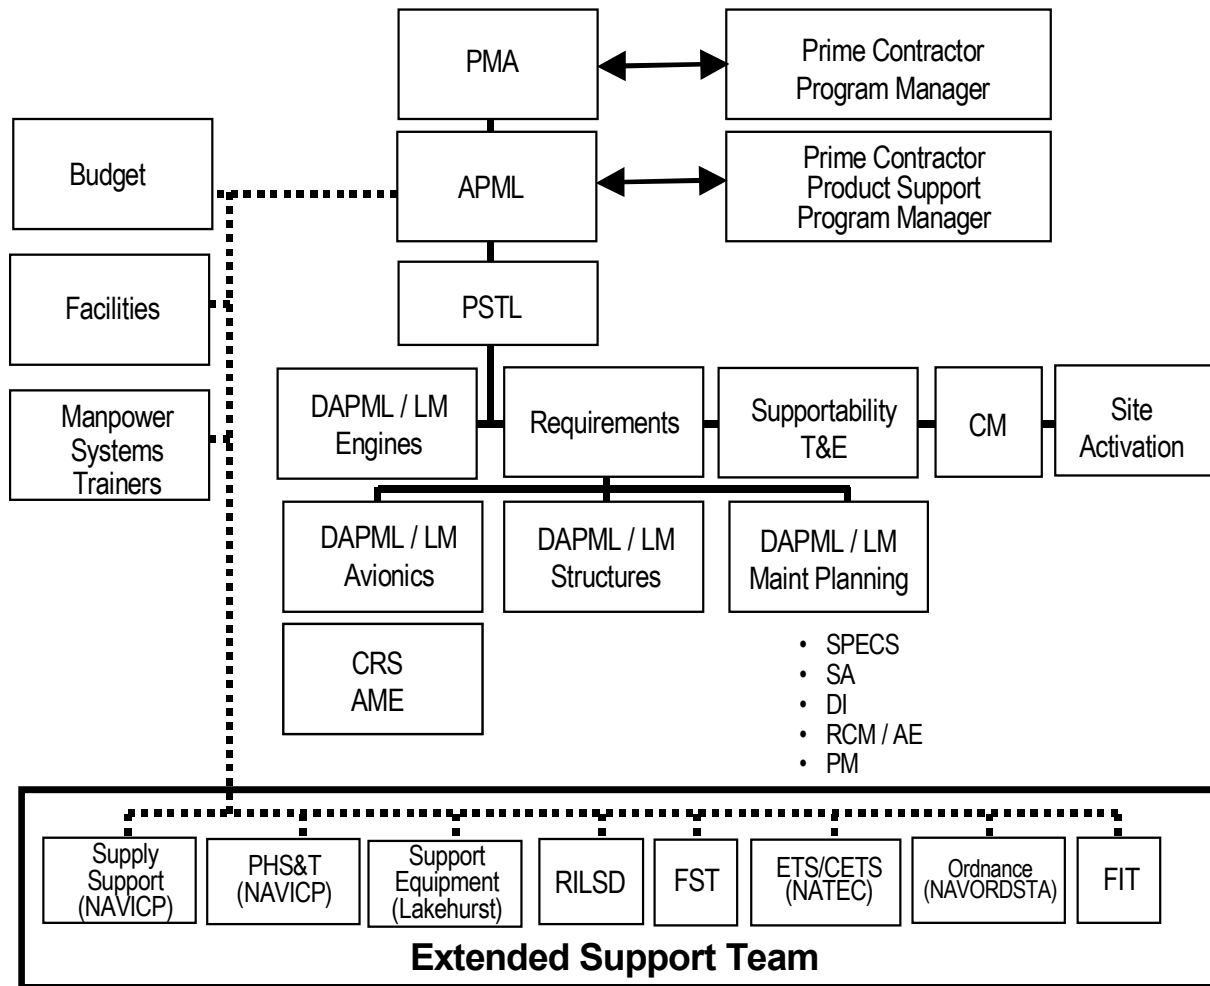 PMA
Prime Contractor
Program Manager
Budget
APML
Prime Contractor
Product Support
Program Manager
Facilities
PSTL
Manpower
Systems
Trainers
DAPML / LM
Engines
Requirements
Supportability
T&E
CM
Site
Activation
DAPML / LM
Avionics
DAPML / LM
Structures
DAPML / LM
Maint Planning
CRS
AME
• SPECS
• SA
• DI
• RCM / AE
• PM
Supply
Support
(NAVICP)
PHS&T
(NAVICP)
Support
Equipment
(Lakehurst)
RILSD
FST
ETS/CETS
(NATEC)
Ordnance
(NAVORDSTA)
FIT
Extended Support Team